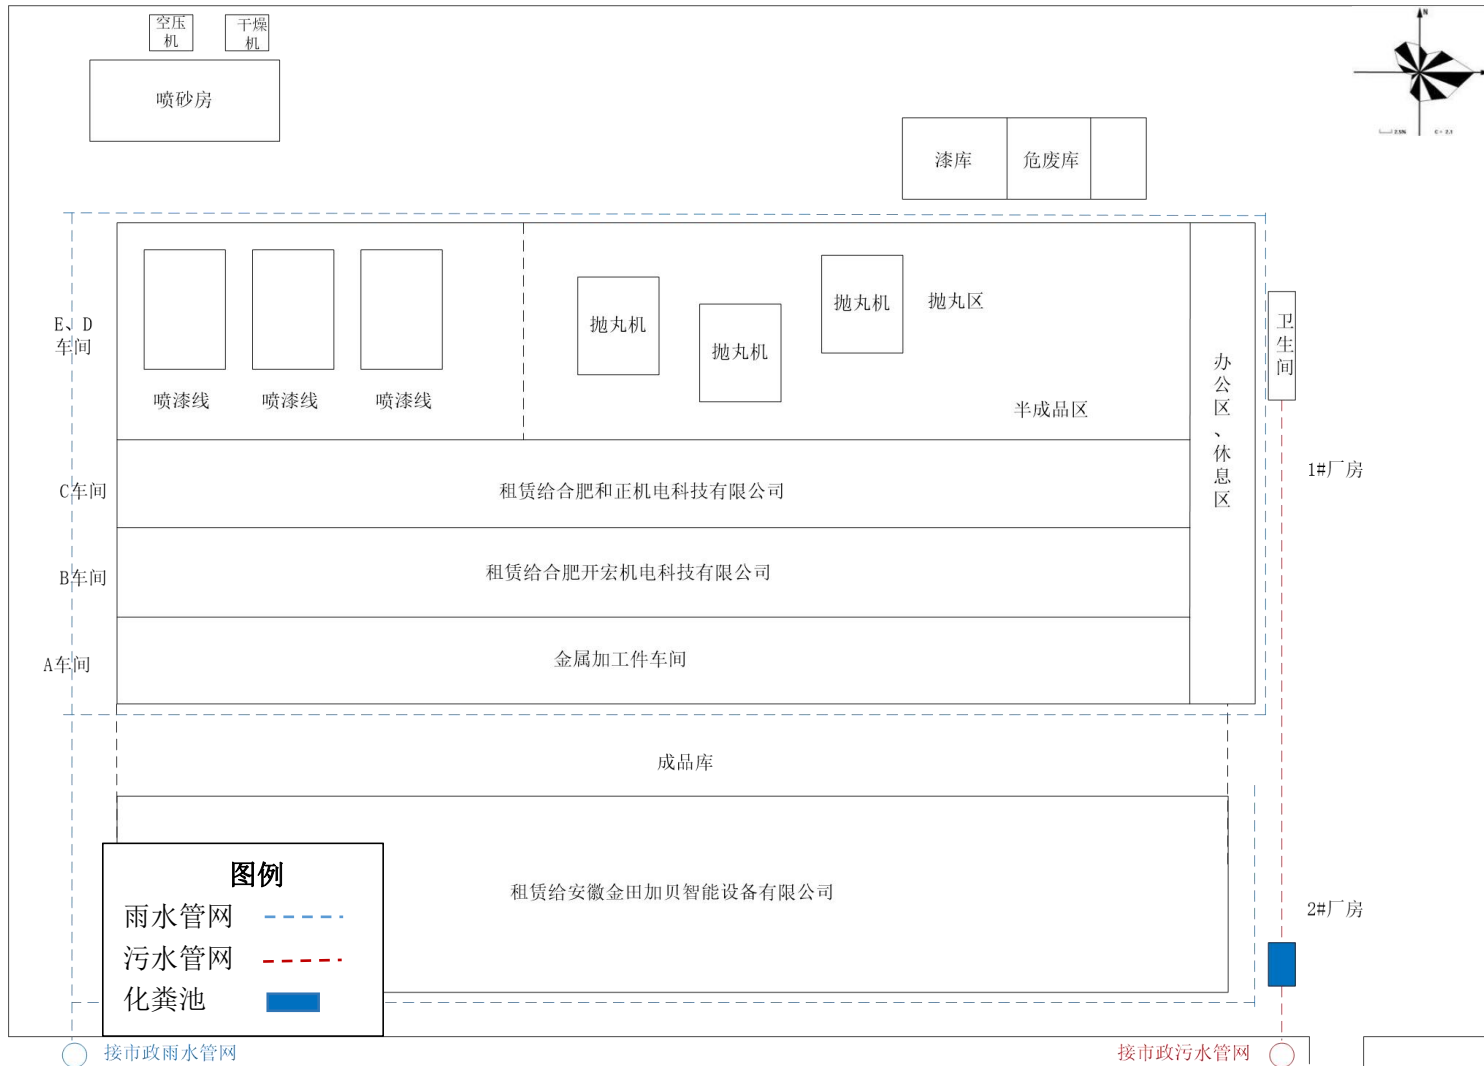 空压
机
干燥
机
N
喷砂房
漆库
危废库
E、D
车间
抛丸机
抛丸机
抛丸机
抛丸区
喷漆线
喷漆线
喷漆线
半成品区
办公区、休息区
卫生间
C车间
租赁给合肥和正机电科技有限公司
1#厂房
B车间
租赁给合肥开宏机电科技有限公司
A车间
金属加工件车间
成品库
租赁给安徽金田加贝智能设备有限公司
2#厂房
图例
雨水管网
污水管网
化粪池
接市政雨水管网
接市政污水管网